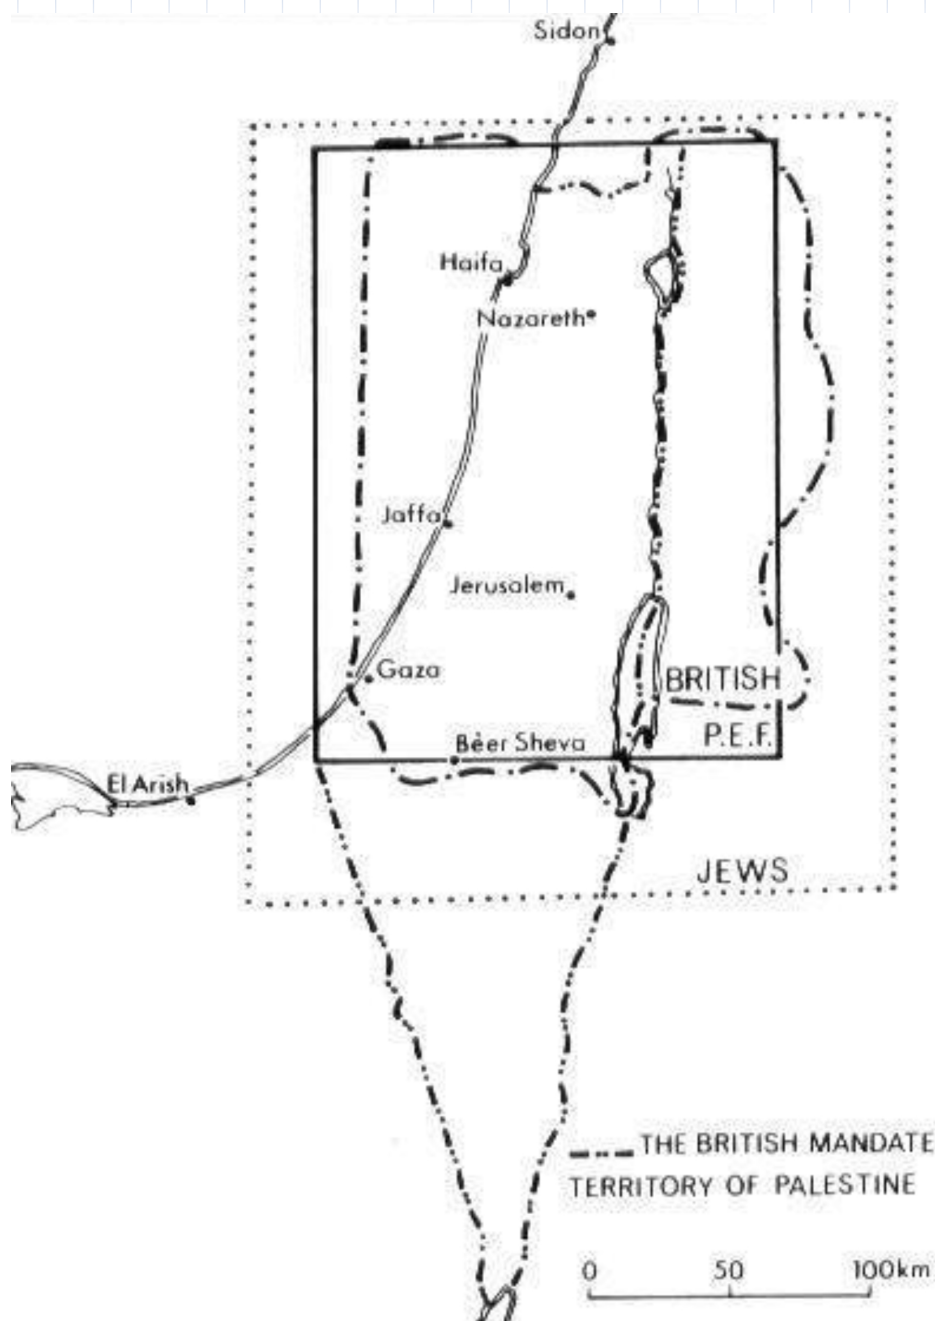 Sidon
Haifa
Nazareth
Jaffa
Jerusalem
Gaza
BRITISH
P.E.F.
Bèer Sheva
El Arish
JEWS
THE BRITISH MANDATE
TERRITORY OF PALESTINE
0 50 100km